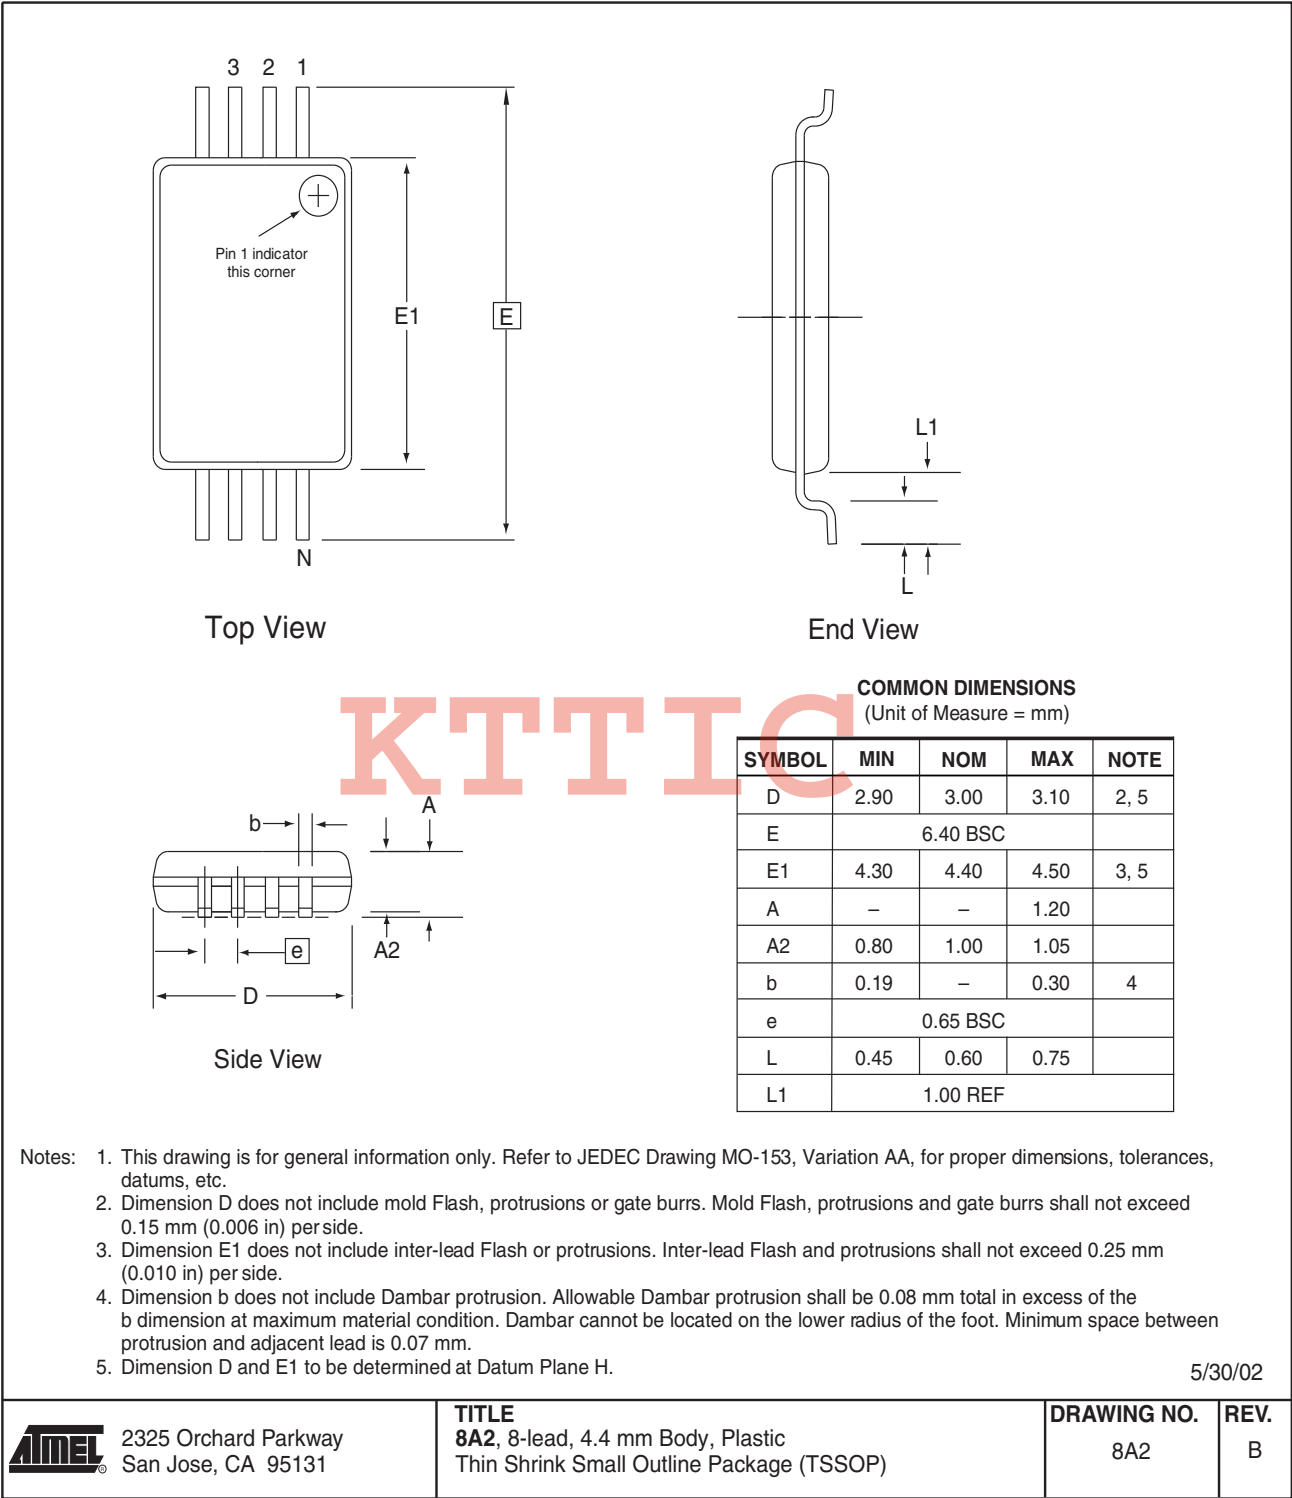 3 2 1
Pin 1 indicator
this corner
E1
E
N
Top View
L1
L
End View
KTTIC
COMMON DIMENSIONS
(Unit of Measure = mm)
SYMBOL MIN NOM MAX NOTE
D 2.90 3.00 3.10 2, 5
E 6.40 BSC
E1 4.30 4.40 4.50 3, 5
A – – 1.20
A2 0.80 1.00 1.05
b 0.19 – 0.30 4
e 0.65 BSC
L 0.45 0.60 0.75
L1 1.00 REF
b
A
e
A2
D
Side View
Notes: 1. This drawing is for general information only. Refer to JEDEC Drawing MO-153, Variation AA, for proper dimensions, tolerances,
datums, etc.
2. Dimension D does not include mold Flash, protrusions or gate burrs. Mold Flash, protrusions and gate burrs shall not exceed
0.15 mm (0.006 in) per side.
3. Dimension E1 does not include inter-lead Flash or protrusions. Inter-lead Flash and protrusions shall not exceed 0.25 mm
(0.010 in) per side.
4. Dimension b does not include Dambar protrusion. Allowable Dambar protrusion shall be 0.08 mm total in excess of the
b dimension at maximum material condition. Dambar cannot be located on the lower radius of the foot. Minimum space between
protrusion and adjacent lead is 0.07 mm.
5. Dimension D and E1 to be determined at Datum Plane H.
5/30/02
ATMEL ®
2325 Orchard Parkway
San Jose, CA 95131
TITLE
8A2, 8-lead, 4.4 mm Body, Plastic
Thin Shrink Small Outline Package (TSSOP)
DRAWING NO.
8A2
REV.
B